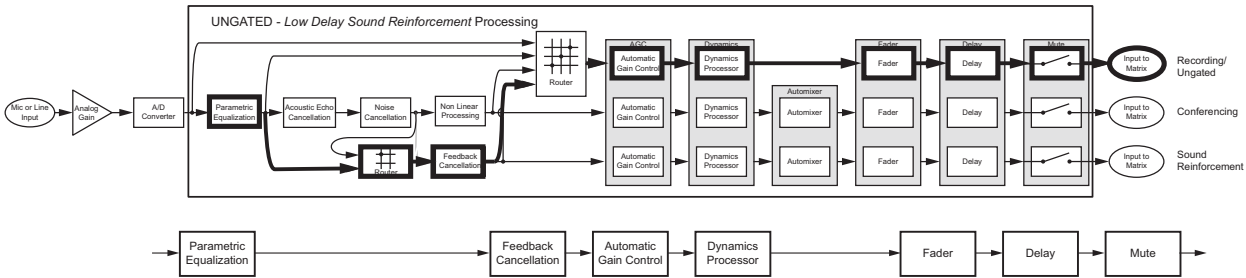 UNGATED - Low Delay Sound Reinforcement Processing
AGC
Dynamics
Fader
Delay
Mute
Router
Automatic
Gain Control
Dynamics
Processor
Fader
Delay
Input to
Matrix
Recording/
Ungated
Automixer
Mic or Line
Input
Analog
Gain
A/D
Converter
Parametric
Equalization
Acoustic Echo
Cancellation
Noise
Cancellation
Non Linear
Processing
Automatic
Gain Control
Dynamics
Processor
Automixer
Fader
Delay
Input to
Matrix
Conferencing
Router
Feedback
Cancellation
Automatic
Gain Control
Dynamics
Processor
Automixer
Fader
Delay
Input to
Matrix
Sound
Reinforcement
Parametric
Equalization
Feedback
Cancellation
Automatic
Gain Control
Dynamics
Processor
Fader
Delay
Mute